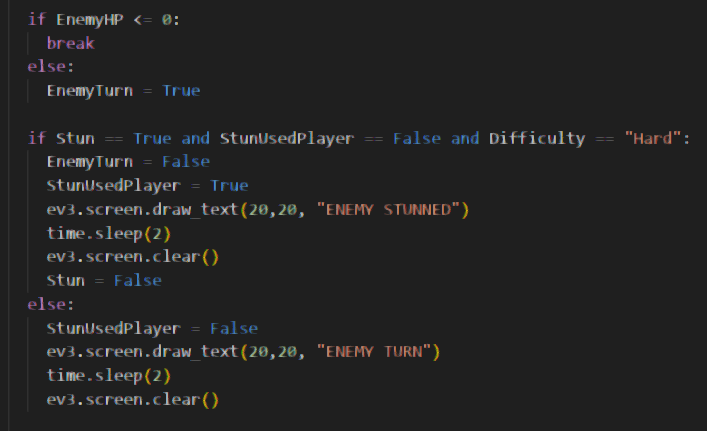 if EnemyHP <= 0:
break
else:
EnemyTurn = True
if Stun == True and StunUsedPlayer == False and Difficulty == "Hard":
EnemyTurn = False
StunUsedPlayer = True
ev3.screen.draw_text(20,20, "ENEMY STUNNED")
time.sleep(2)
ev3.screen.clear()
Stun = False
else:
StunUsedPlayer = False
ev3.screen.draw_text(20,20, "ENEMY TURN")
time.sleep(2)
ev3.screen.clear()